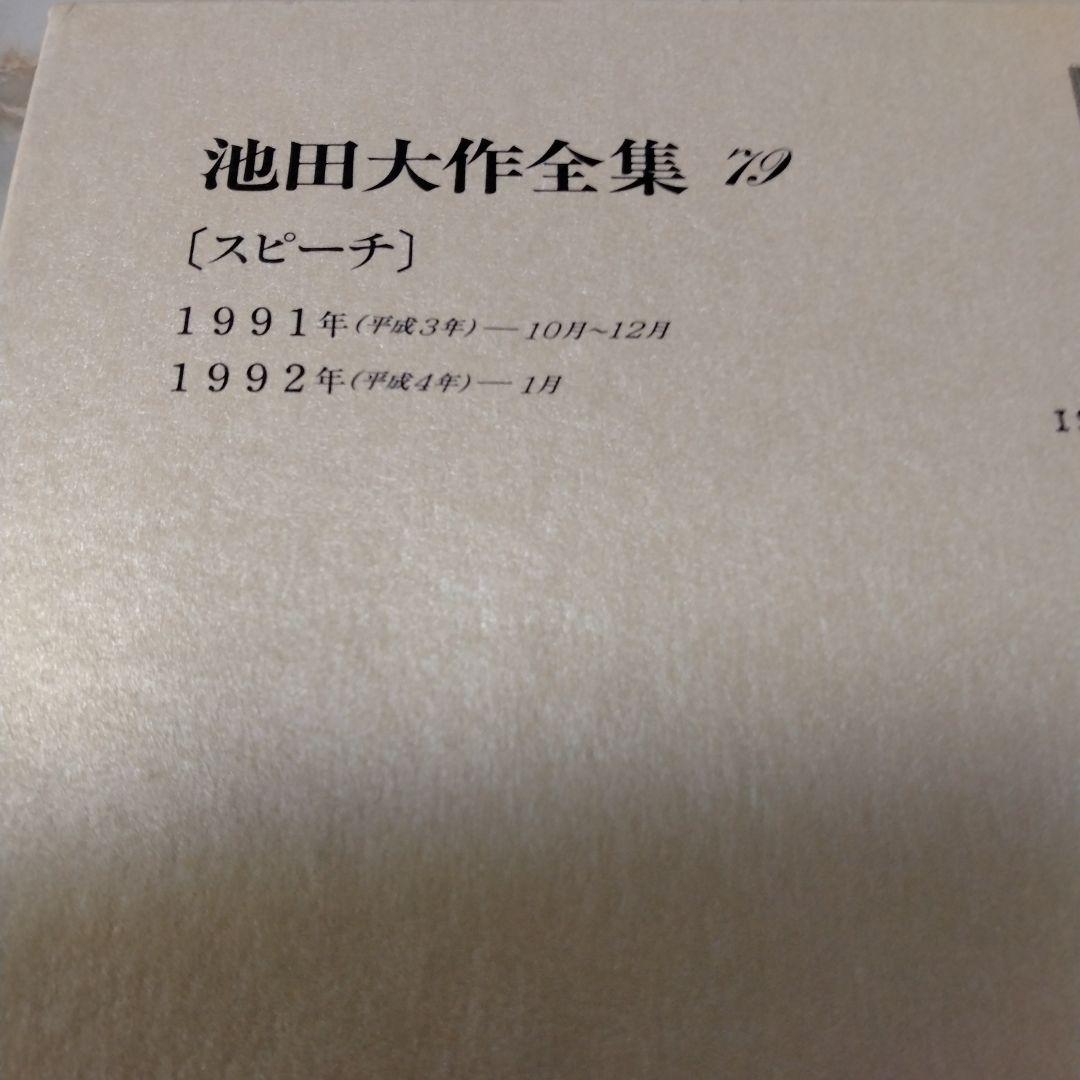 池田大作全集 79
〔スピーチ〕
1991年(平成3年)—10月~12月
1992年(平成4年)—1月